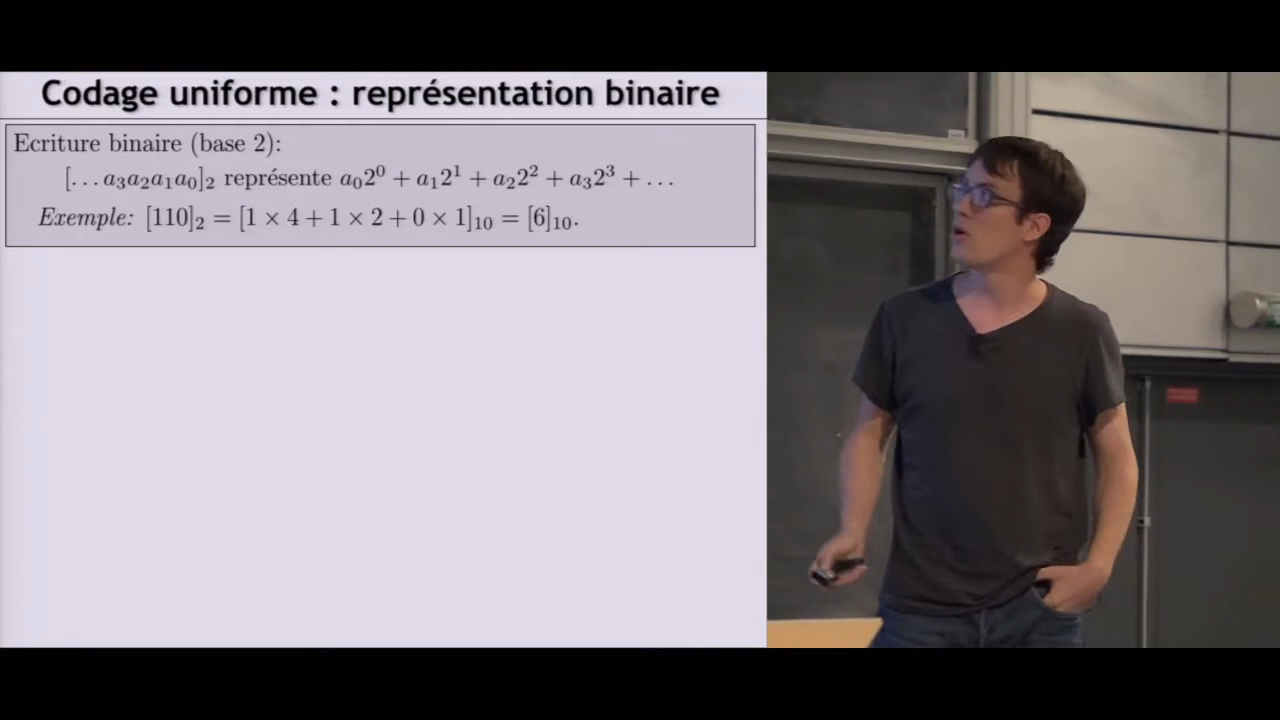 Codage uniforme : représentation binaire
Ecriture binaire (base 2):
[...a₃a₂a₁a₀]₂ représente a₀2⁰ + a₁2¹ + a₂2² + a₃2³ + ...
Exemple: [110]₂ = [1 × 4 + 1 × 2 + 0 × 1]₁₀ = [6]₁₀.